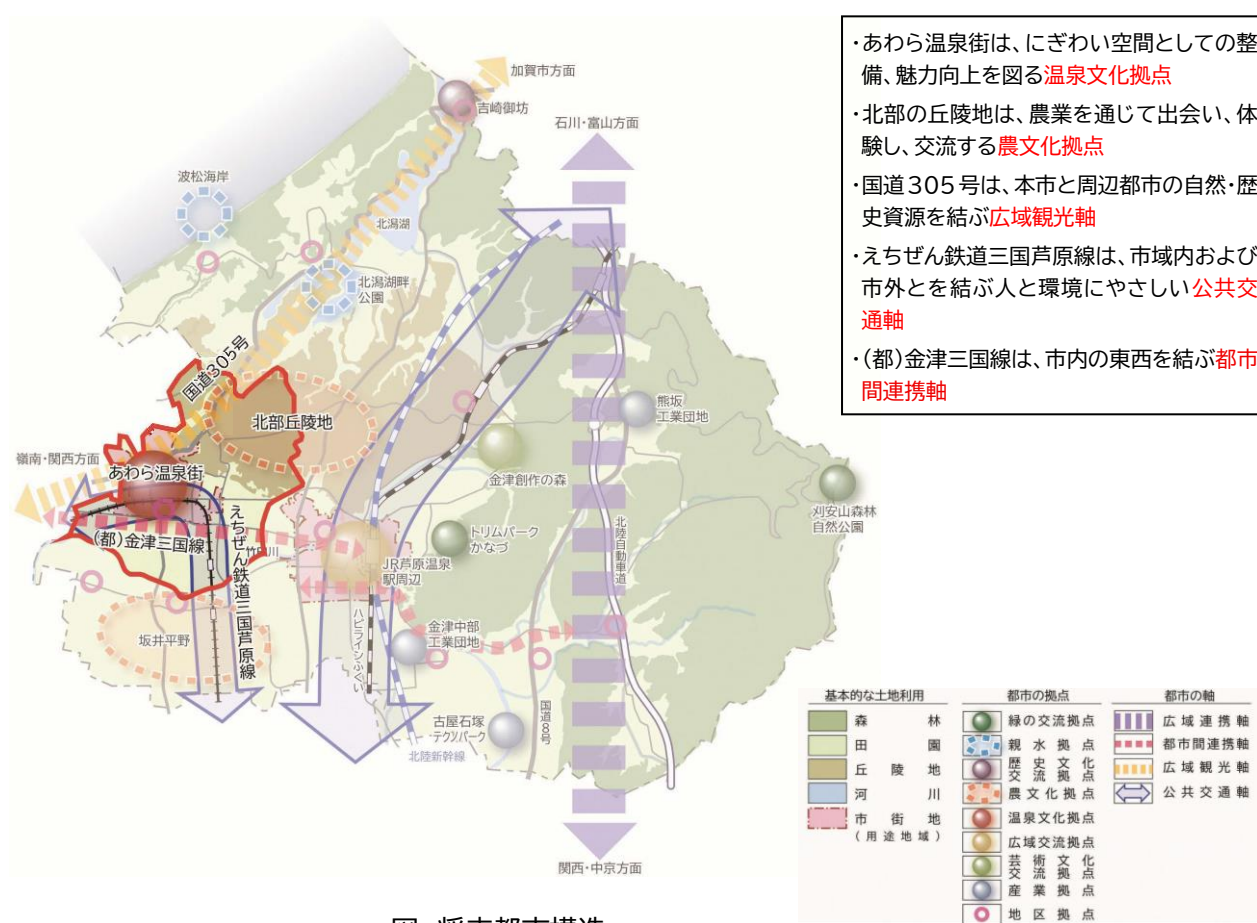 ・あわら温泉街は、にぎわい空間としての整
備、魅力向上を図る温泉文化拠点
・北部の丘陵地は、農業を通じて出会い、体
験し、交流する農文化拠点
・国道305号は、本市と周辺都市の自然・歴
史資源を結ぶ広域観光軸
・えちぜん鉄道三国芦原線は、市域内および
市外とを結ぶ人と環境にやさしい公共交
通軸
・(都)金津三国線は、市内の東西を結ぶ都市
間連携軸
加賀市方面
吉崎御坊
石川・富山方面
波松海岸
北潟湖
北潟湖畔
公園
国道305号
北部丘陵地
熊坂
工業団地
嶺南・関西方面
あわら温泉街
金津創作の森
刈安山森林
自然公園
(都)金津三国線
竹田川
えちぜん鉄道三国芦原線
トリムパーク
かなづ
北陸自動車道
JR芦原温泉
駅周辺
坂井平野
ハピラインふくい
金津中部
工業団地
古屋石塚
テクノパーク
国道8号
北陸新幹線
関西・中京方面
基本的な土地利用
森林
田園
丘陵地
河川
市街地
(用途地域)
都市の拠点
緑の交流拠点
親水拠点
歴史文化
交流拠点
農文化拠点
温泉文化拠点
広域交流拠点
芸術文化
交流拠点
産業拠点
地区拠点
都市の軸
広域連携軸
都市間連携軸
広域観光軸
公共交通軸